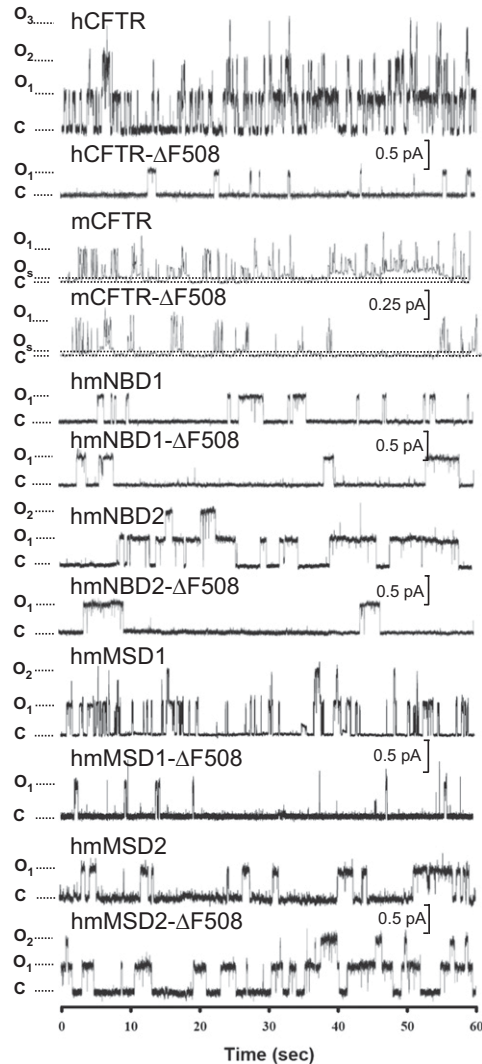 hCFTR
O3......
O2......
O1......
C ......
0.5 pA
hCFTR-ΔF508
O1......
C ......
mCFTR
O1......
Os
C
0.25 pA
mCFTR-ΔF508
O1......
Os
C
hmNBD1
O1......
C ......
0.5 pA
hmNBD1-ΔF508
O1......
C ......
hmNBD2
O2......
O1......
C ......
0.5 pA
hmNBD2-ΔF508
O1......
C ......
hmMSD1
O2......
O1......
C ......
0.5 pA
hmMSD1-ΔF508
O1......
C ......
hmMSD2
O1......
C ......
0.5 pA
hmMSD2-ΔF508
O2......
O1......
C ......
0 10 20 30 40 50 60
Time (sec)